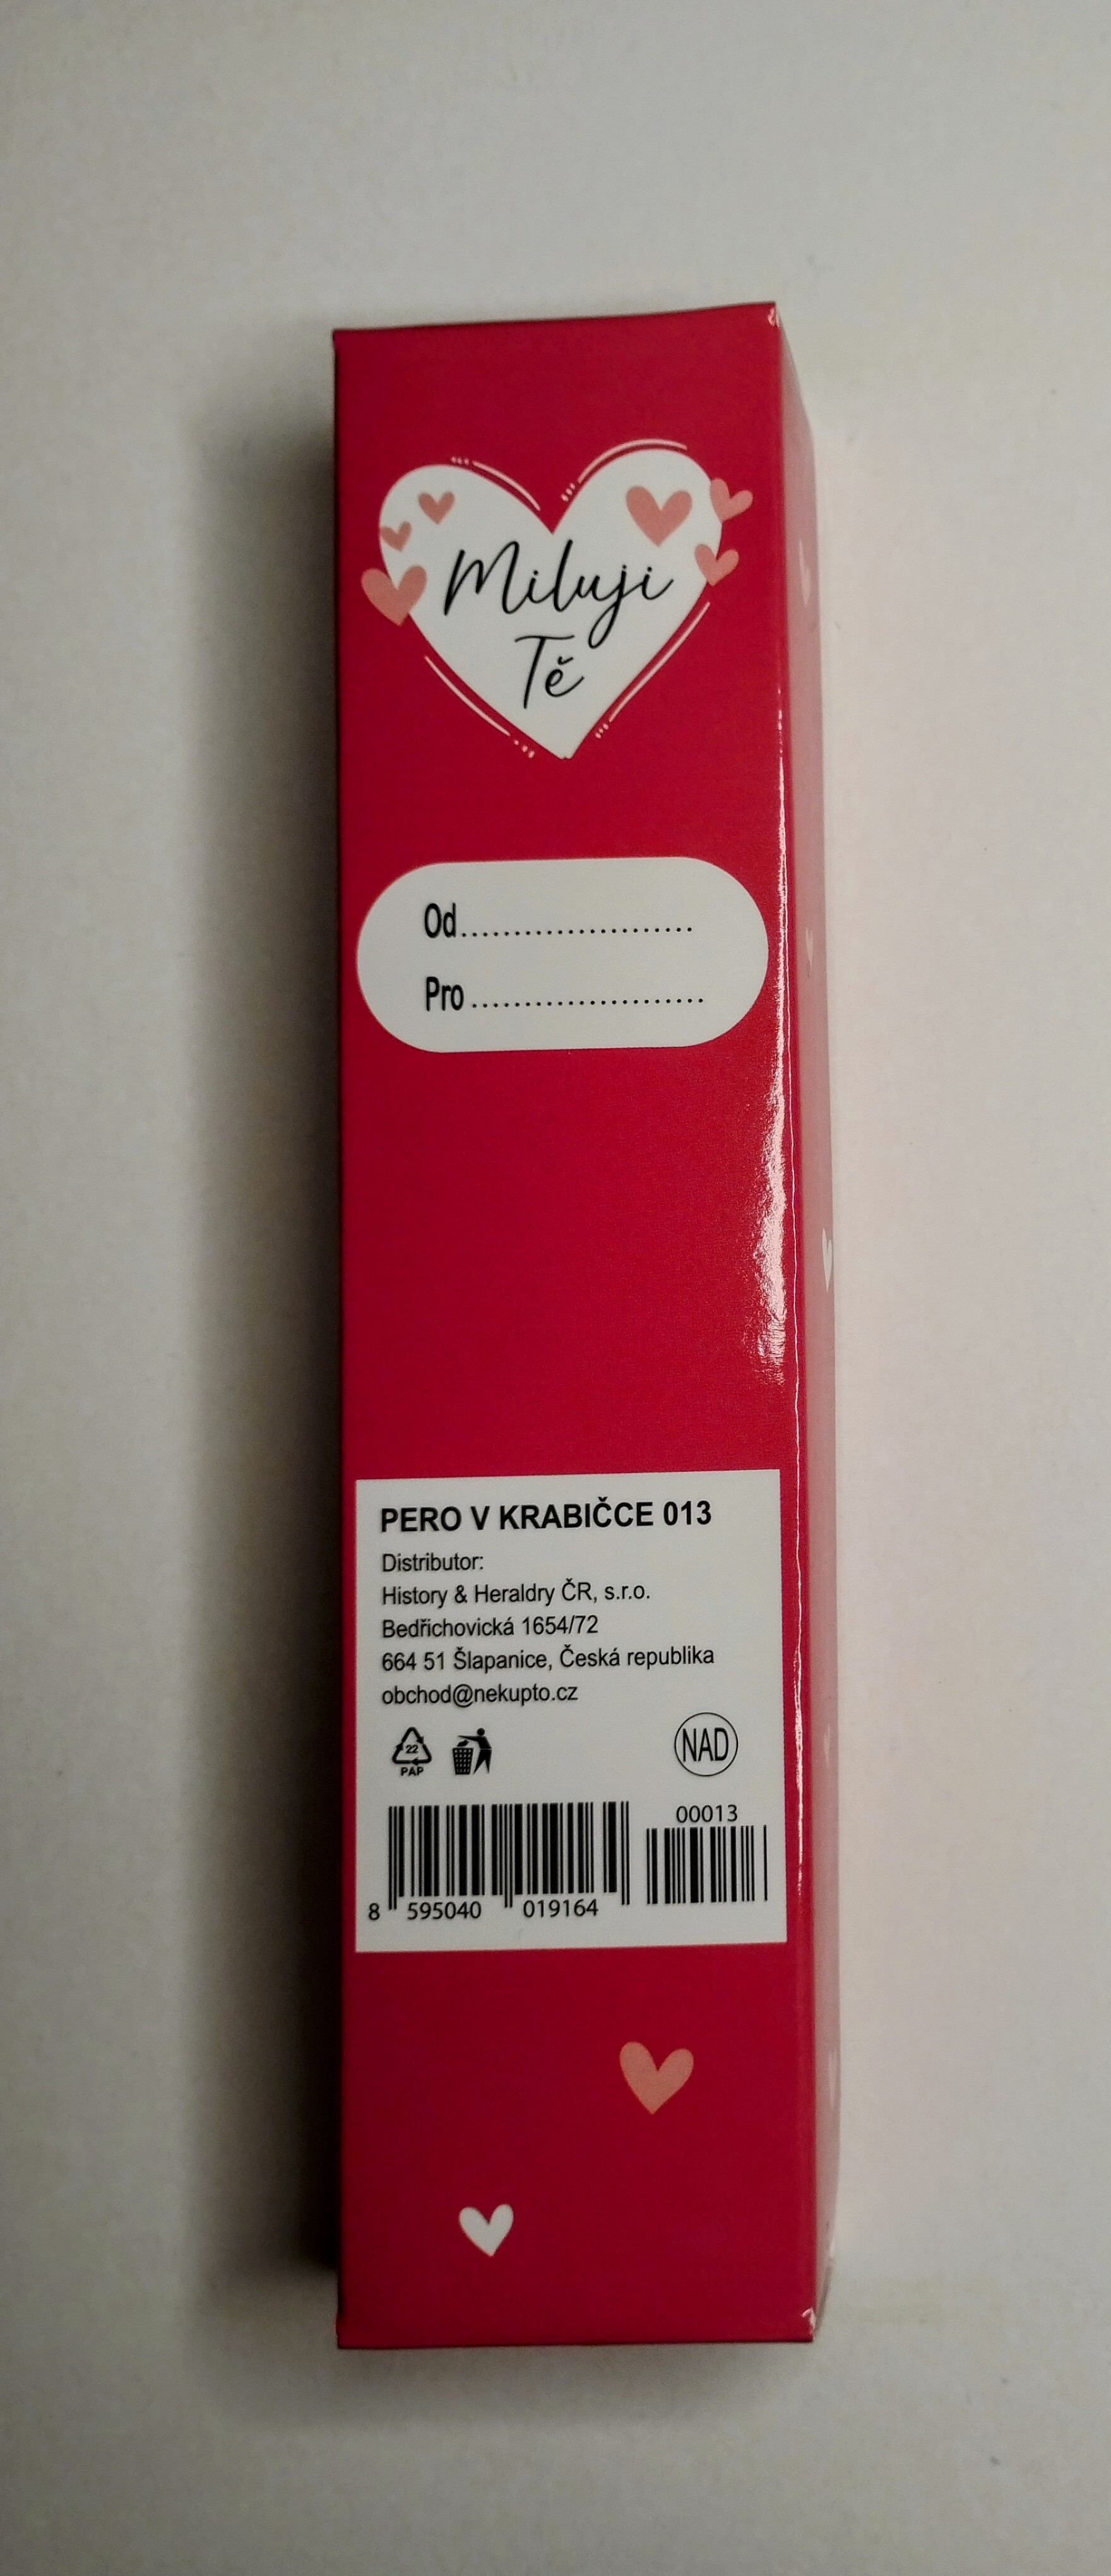 Miluji
Tě
Od......................
Pro......................
PERO V KRABIČCE 013
Distributor:
History & Heraldry ČR, s.r.o.
Bedřichovická 1654/72
664 51 Šlapanice, Česká republika
obchod@nekupto.cz
22
PAP
NAD
00013
8 595040 019164